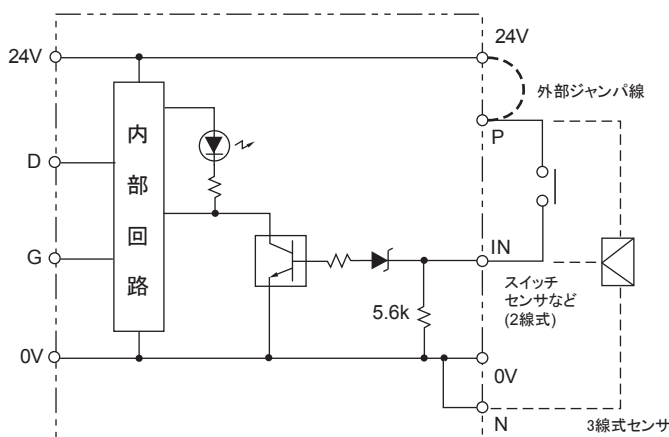 24V
24V
外部ジャンパ線
P
内部回路
D
G
IN
スイッチ
センサなど
(2線式)
5.6k
0V
0V
N
3線式センサ